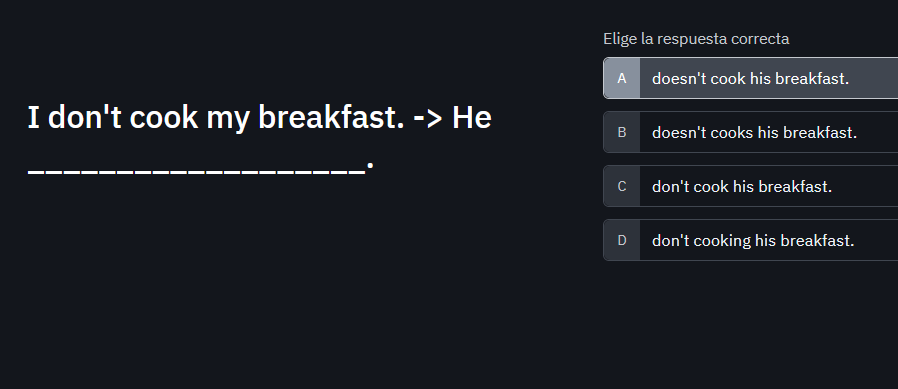 I don't cook my breakfast. -> He
___________________.
Elige la respuesta correcta
A doesn't cook his breakfast.
B doesn't cooks his breakfast.
C don't cook his breakfast.
D don't cooking his breakfast.